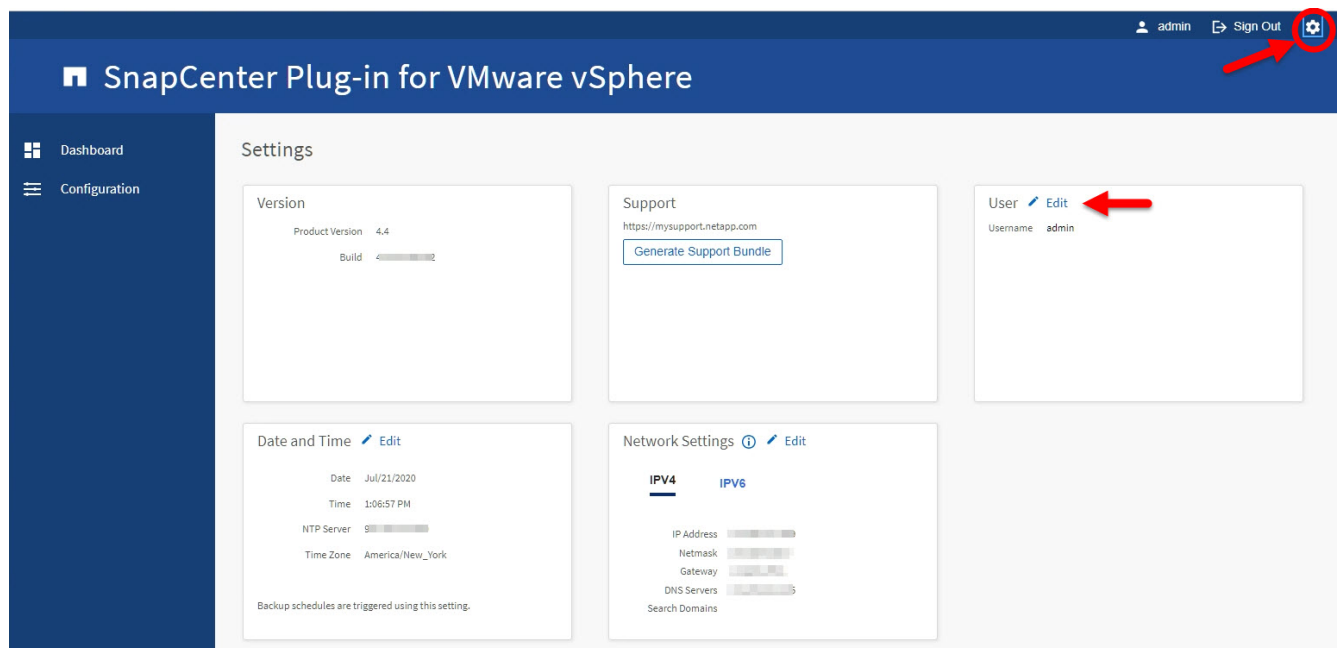 admin Sign Out
SnapCenter Plug-in for VMware vSphere
Dashboard
Configuration
Settings
Version
Product Version 4.4
Build
Support
https://mysupport.netapp.com
Generate Support Bundle
User Edit
Username admin
Date and Time Edit
Date Jul/21/2020
Time 1:06:57 PM
NTP Server
Time Zone America/New_York
Backup schedules are triggered using this setting.
Network Settings Edit
IPV4 IPV6
IP Address
Netmask
Gateway
DNS Servers
Search Domains